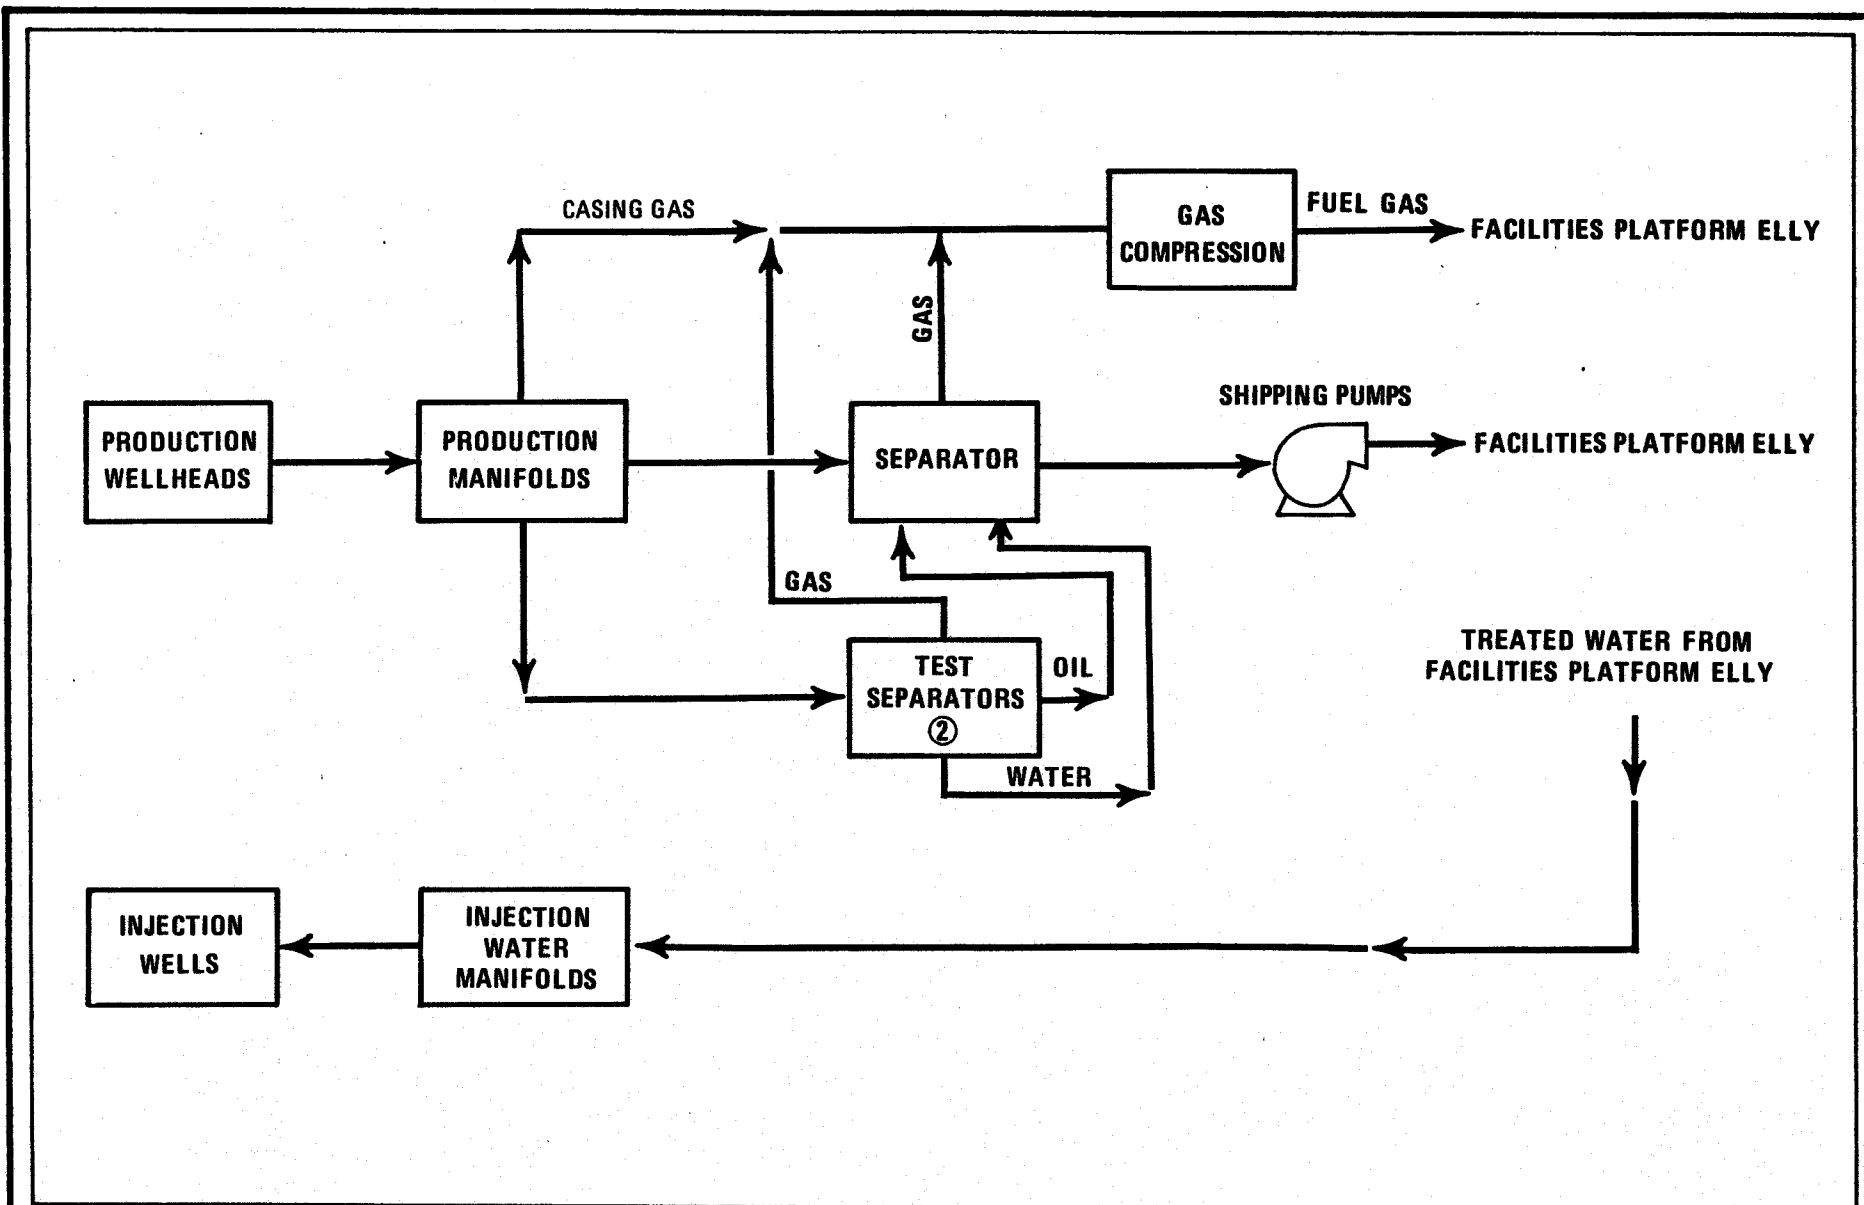 CASING GAS
GAS
COMPRESSION
FUEL GAS
FACILITIES PLATFORM ELLY
GAS
SHIPPING PUMPS
PRODUCTION
WELLHEADS
PRODUCTION
MANIFOLDS
SEPARATOR
FACILITIES PLATFORM ELLY
GAS
TEST
SEPARATORS
2
OIL
WATER
TREATED WATER FROM
FACILITIES PLATFORM ELLY
INJECTION
WELLS
INJECTION
WATER
MANIFOLDS